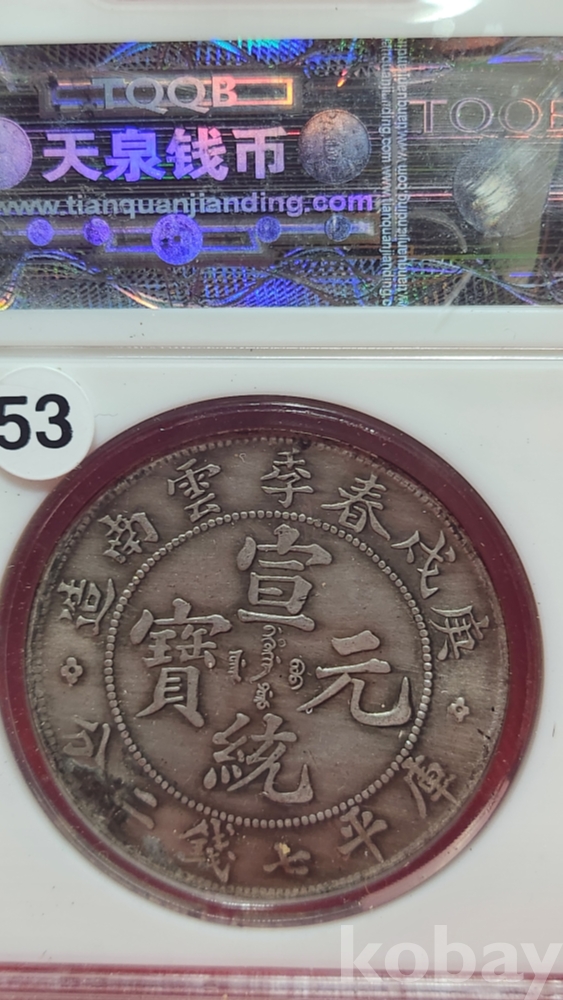 TQQB
天泉钱币
www.tianquanjianding.com
TQQB
53
庚戌春季雲南造
宣統元寶
庫平七錢二分
kobay